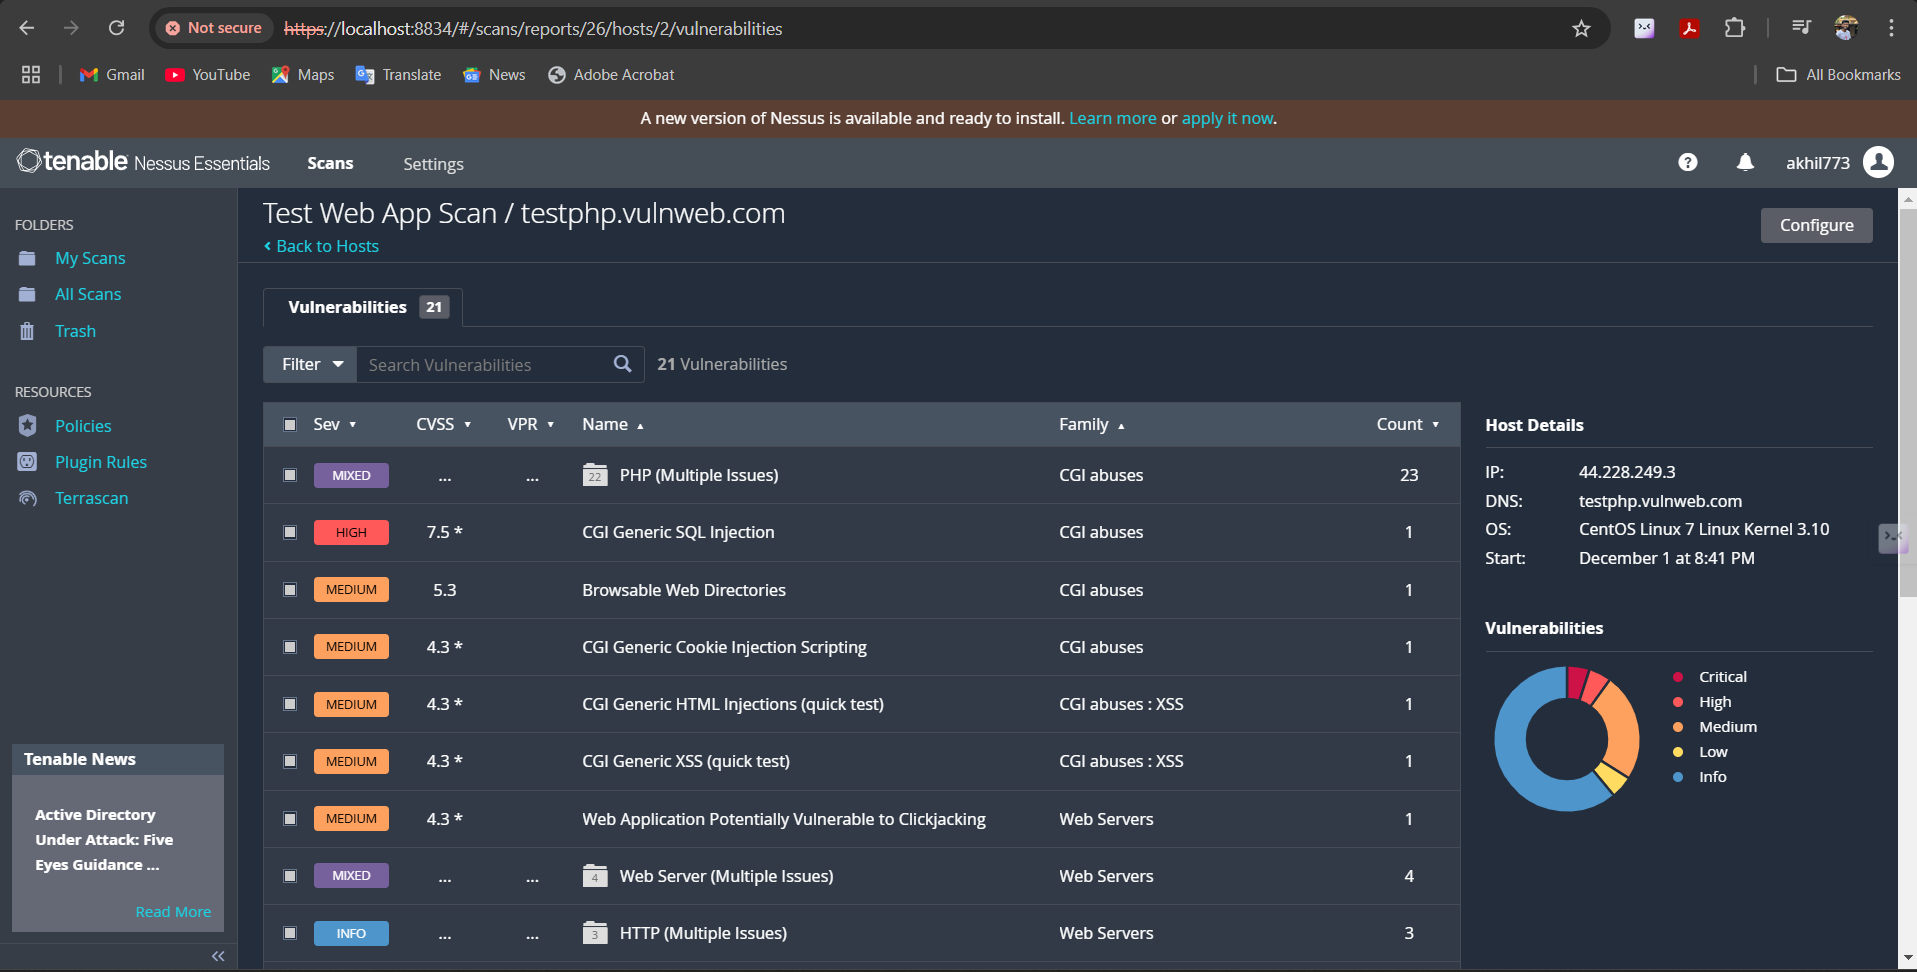 Not secure https://localhost:8834/#/scans/reports/26/hosts/2/vulnerabilities
Gmail YouTube Maps Translate News Adobe Acrobat All Bookmarks
A new version of Nessus is available and ready to install. Learn more or apply it now.
tenable Nessus Essentials Scans Settings ? akhil773
FOLDERS
My Scans
All Scans
Trash
RESOURCES
Policies
Plugin Rules
Terrascan
Tenable News
Active Directory
Under Attack: Five
Eyes Guidance ...
Read More
Test Web App Scan / testphp.vulnweb.com
Back to Hosts
Configure
Vulnerabilities 21
Filter Search Vulnerabilities 21 Vulnerabilities
Sev CVSS VPR Name Family Count
MIXED ... ... 22 PHP (Multiple Issues) CGI abuses 23
HIGH 7.5 * CGI Generic SQL Injection CGI abuses 1
MEDIUM 5.3 Browsable Web Directories CGI abuses 1
MEDIUM 4.3 * CGI Generic Cookie Injection Scripting CGI abuses 1
MEDIUM 4.3 * CGI Generic HTML Injections (quick test) CGI abuses : XSS 1
MEDIUM 4.3 * CGI Generic XSS (quick test) CGI abuses : XSS 1
MEDIUM 4.3 * Web Application Potentially Vulnerable to Clickjacking Web Servers 1
MIXED ... ... 4 Web Server (Multiple Issues) Web Servers 4
INFO ... ... 3 HTTP (Multiple Issues) Web Servers 3
Host Details
IP: 44.228.249.3
DNS: testphp.vulnweb.com
OS: CentOS Linux 7 Linux Kernel 3.10
Start: December 1 at 8:41 PM
Vulnerabilities
Critical
High
Medium
Low
Info